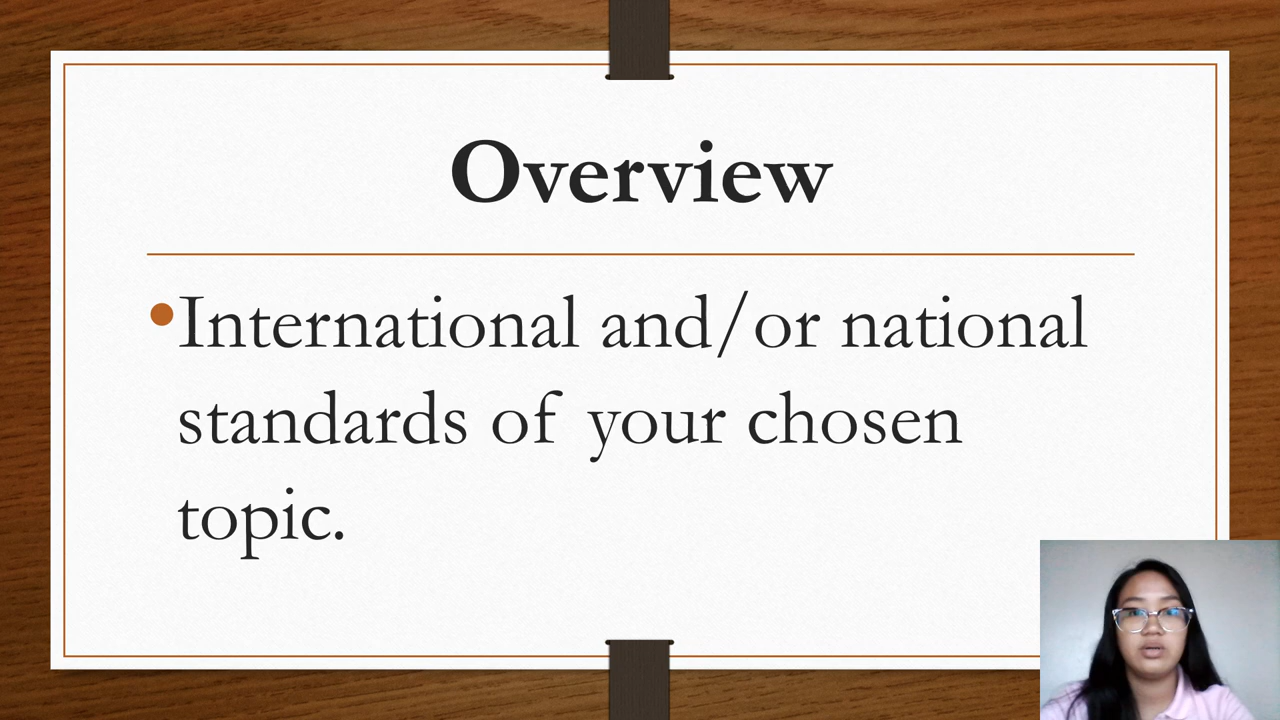 Overview
•International and/or national
standards of your chosen
topic.